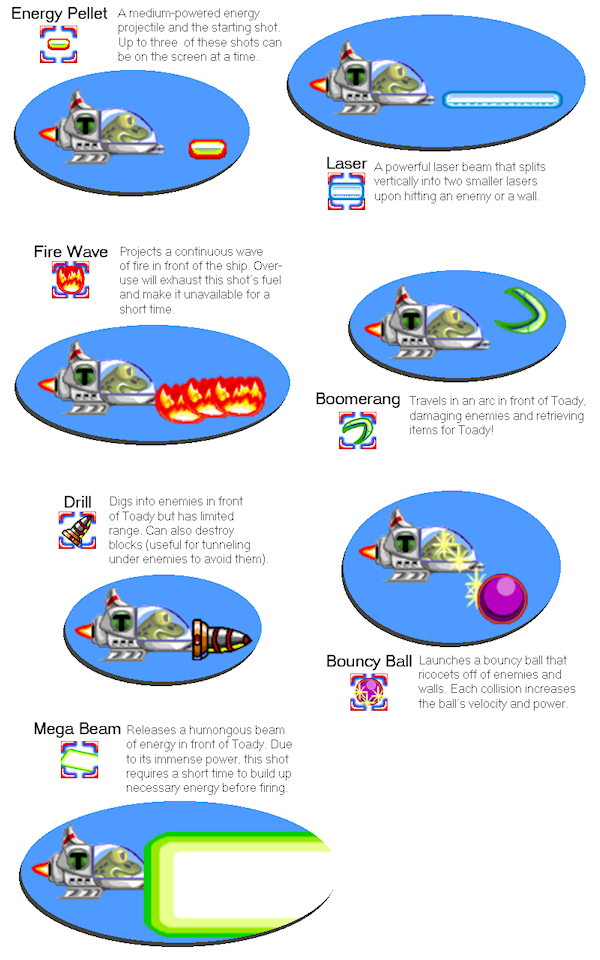 Energy Pellet
A medium-powered energy
projectile and the starting shot.
Up to three of these shots can
be on the screen at a time.
T
T
Laser
A powerful laser beam that splits
vertically into two smaller lasers
upon hitting an enemy or a wall.
Fire Wave
Projects a continuous wave
of fire in front of the ship. Over-
use will exhaust this shot's fuel
and make it unavailable for a
short time.
T
T
Boomerang
Travels in an arc in front of Toady,
damaging enemies and retrieving
items for Toady!
Drill
Digs into enemies in front
of Toady but has limited
range. Can also destroy
blocks (useful for tunneling
under enemies to avoid them).
T
T
Bouncy Ball
Launches a bouncy ball that
ricocets off of enemies and
walls. Each collision increases
the ball's velocity and power.
Mega Beam
Releases a humongous beam
of energy in front of Toady. Due
to its immense power, this shot
requires a short time to build up
necessary energy before firing.
T